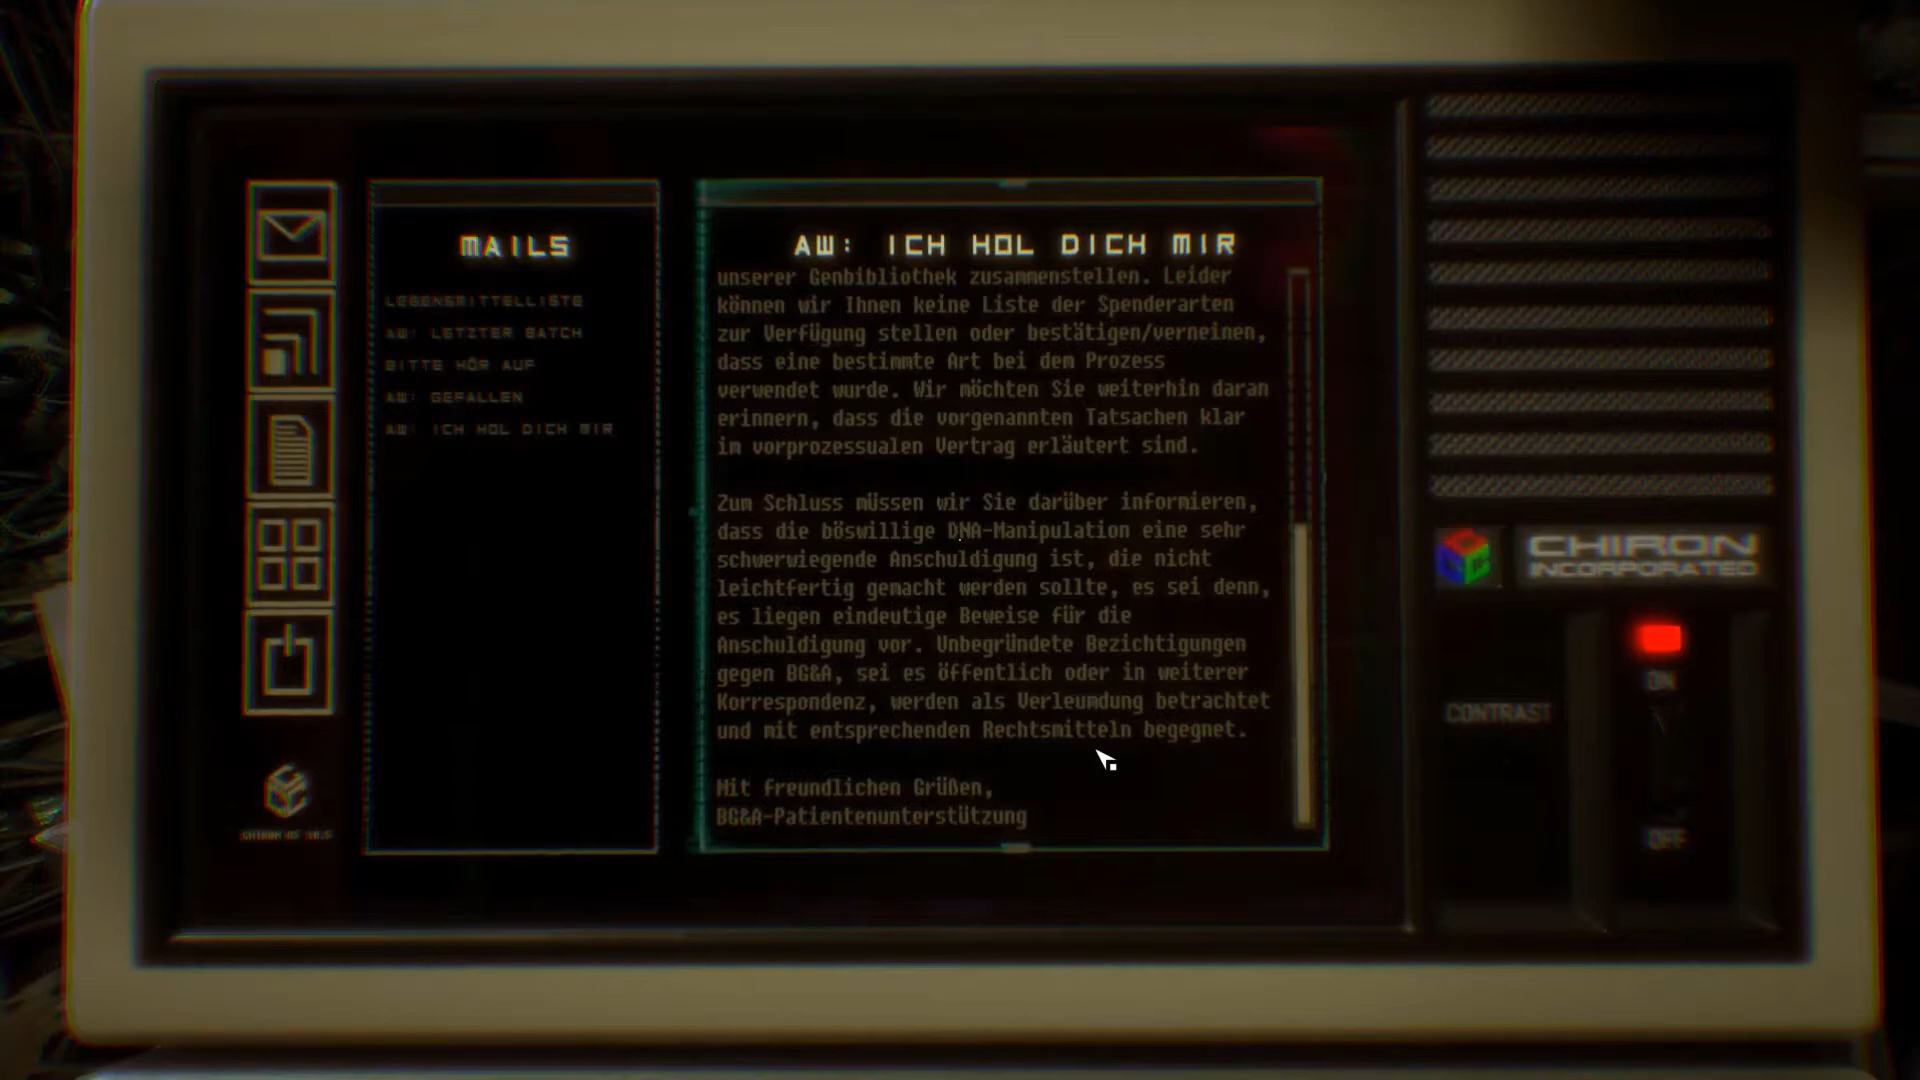 MAILS
LEBENSMITTELLISTE
AW: LETZTER BATCH
BITTE HÖR AUF
AW: GEFALLEN
AW: ICH HOL DICH MIR
AW: ICH HOL DICH MIR
unserer Genbibliothek zusammenstellen. Leider
können wir Ihnen keine Liste der Spenderarten
zur Verfügung stellen oder bestätigen/verneinen,
dass eine bestimmte Art bei dem Prozess
verwendet wurde. Wir möchten Sie weiterhin daran
erinnern, dass die vorgenannten Tatsachen klar
im vorprozessualen Vertrag erläutert sind.
Zum Schluss müssen wir Sie darüber informieren,
dass die böswillige DNA-Manipulation eine sehr
schwerwiegende Anschuldigung ist, die nicht
leichtfertig gemacht werden sollte, es sei denn,
es liegen eindeutige Beweise für die
Anschuldigung vor. Unbegründete Bezichtigungen
gegen BG&A, sei es öffentlich oder in weiterer
Korrespondenz, werden als Verleumdung betrachtet
und mit entsprechenden Rechtsmitteln begegnet.
Mit freundlichen Grüßen,
BG&A-Patientenunterstützung
CHIRON
INCORPORATED
ON
CONTRAST
OFF